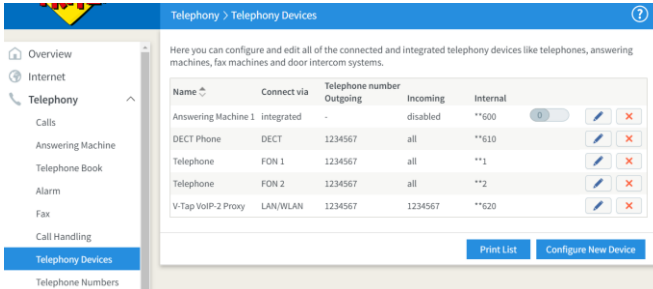 Telephony > Telephony Devices
?
Overview
Internet
Telephony
Calls
Answering Machine
Telephone Book
Alarm
Fax
Call Handling
Telephony Devices
Telephony Numbers
Here you can configure and edit all of the connected and integrated telephony devices like telephones, answering
machines, fax machines and door intercom systems.
Name Connect via Telephone number Outgoing Incoming Internal
Answering Machine 1 integrated - disabled **600 0
DECT Phone DECT 1234567 all **610
Telephone FON 1 1234567 all **1
Telephone FON 2 1234567 all **2
V-Tap VoIP-2 Proxy LAN/WLAN 1234567 1234567 **620
Print List Configure New Device